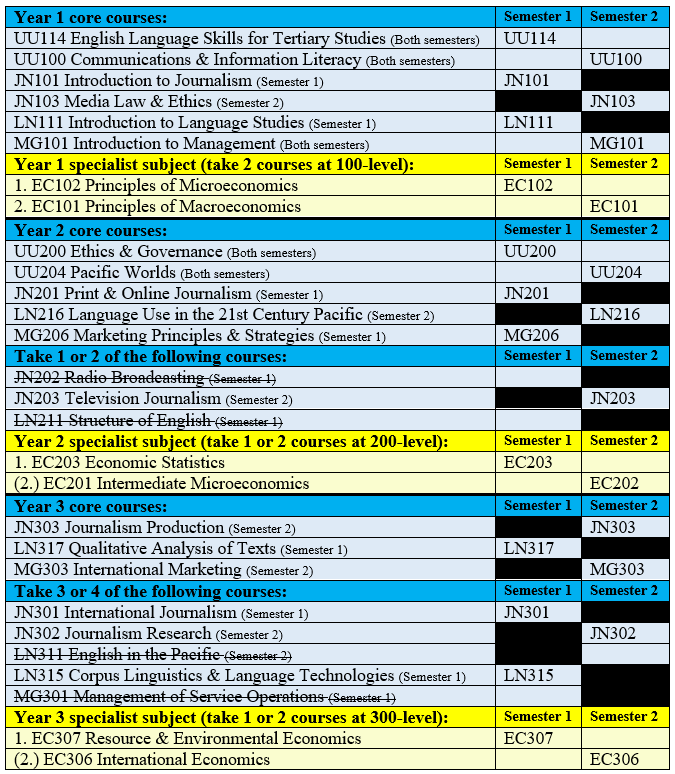 Year 1 core courses: Semester 1 Semester 2
UU114 English Language Skills for Tertiary Studies (Both semesters) UU114
UU100 Communications & Information Literacy (Both semesters) UU100
JN101 Introduction to Journalism (Semester 1) JN101
JN103 Media Law & Ethics (Semester 2) JN103
LN111 Introduction to Language Studies (Semester 1) LN111
MG101 Introduction to Management (Both semesters) MG101
Year 1 specialist subject (take 2 courses at 100-level): Semester 1 Semester 2
1. EC102 Principles of Microeconomics EC102
2. EC101 Principles of Macroeconomics EC101
Year 2 core courses: Semester 1 Semester 2
UU200 Ethics & Governance (Both semesters) UU200
UU204 Pacific Worlds (Both semesters) UU204
JN201 Print & Online Journalism (Semester 1) JN201
LN216 Language Use in the 21st Century Pacific (Semester 2) LN216
MG206 Marketing Principles & Strategies (Semester 1) MG206
Take 1 or 2 of the following courses: Semester 1 Semester 2
JN202 Radio Broadcasting (Semester 1)
JN203 Television Journalism (Semester 2) JN203
LN211 Structure of English (Semester 1)
Year 2 specialist subject (take 1 or 2 courses at 200-level): Semester 1 Semester 2
1. EC203 Economic Statistics EC203
(2.) EC201 Intermediate Microeconomics EC202
Year 3 core courses: Semester 1 Semester 2
JN303 Journalism Production (Semester 2) JN303
LN317 Qualitative Analysis of Texts (Semester 1) LN317
MG303 International Marketing (Semester 2) MG303
Take 3 or 4 of the following courses: Semester 1 Semester 2
JN301 International Journalism (Semester 1) JN301
JN302 Journalism Research (Semester 2) JN302
LN311 English in the Pacific (Semester 2)
LN315 Corpus Linguistics & Language Technologies (Semester 1) LN315
MG301 Management of Service Operations (Semester 1)
Year 3 specialist subject (take 1 or 2 courses at 300-level): Semester 1 Semester 2
1. EC307 Resource & Environmental Economics EC307
(2.) EC306 International Economics EC306